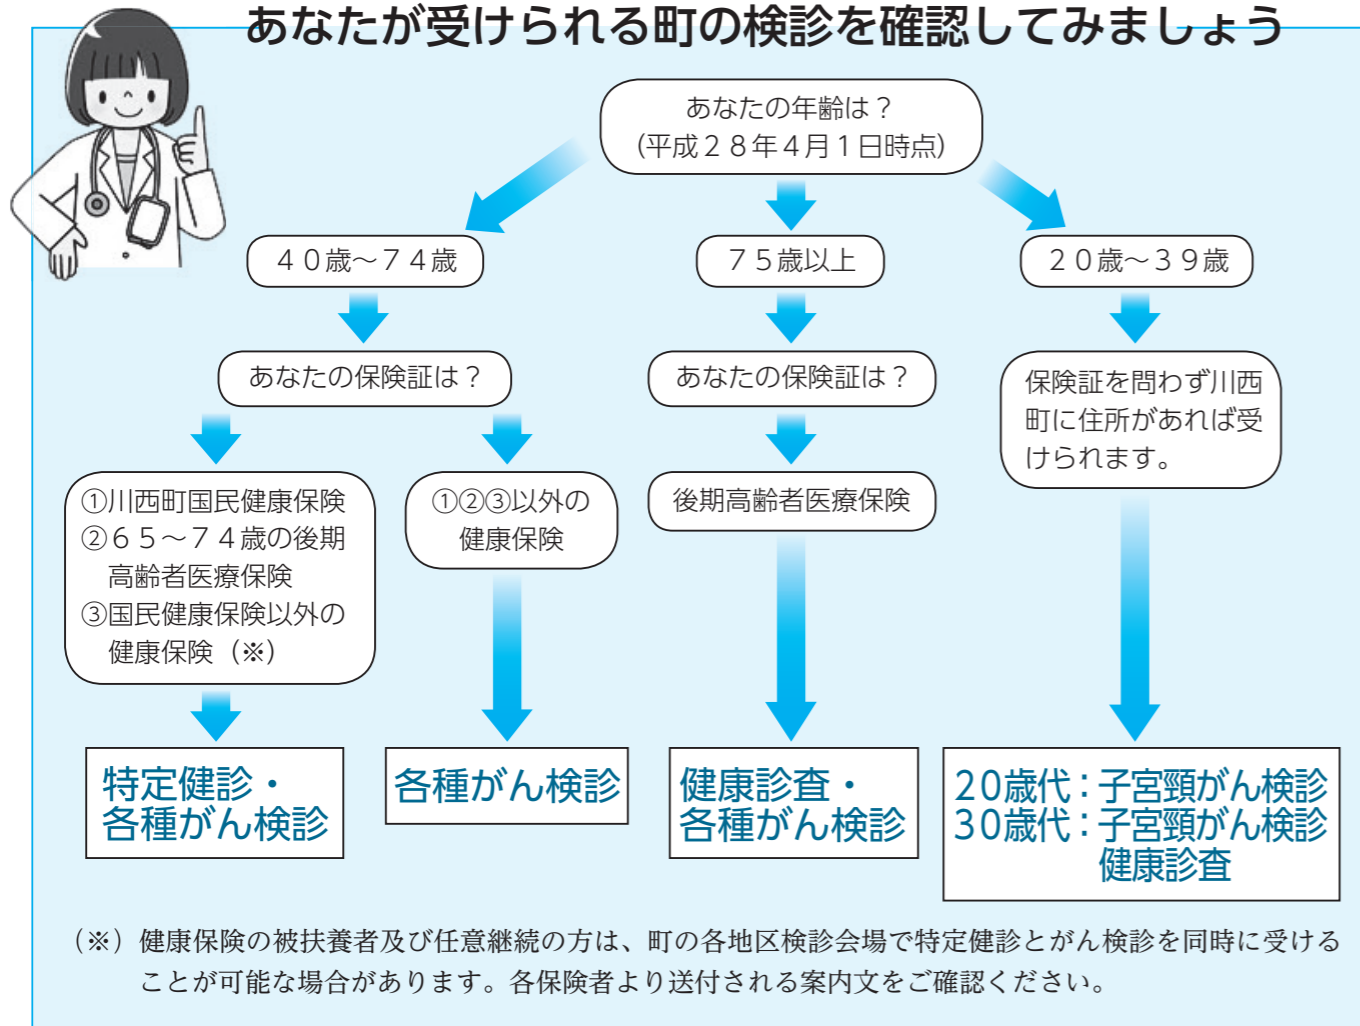 あなたが受けられる町の検診を確認してみましょう
あなたの年齢は？
（平成２８年４月１日時点）
４０歳～７４歳
７５歳以上
２０歳～３９歳
あなたの保険証は？
あなたの保険証は？
保険証を問わず川西
町に住所があれば受
けられます。
①川西町国民健康保険
②６５～７４歳の後期
高齢者医療保険
③国民健康保険以外の
健康保険（※）
①②③以外の
健康保険
後期高齢者医療保険
特定健診・
各種がん検診
各種がん検診
健康診査・
各種がん検診
20歳代：子宮頸がん検診
30歳代：子宮頸がん検診
健康診査
（※）健康保険の被扶養者及び任意継続の方は、町の各地区検診会場で特定健診とがん検診を同時に受ける
ことが可能な場合があります。各保険者より送付される案内文をご確認ください。